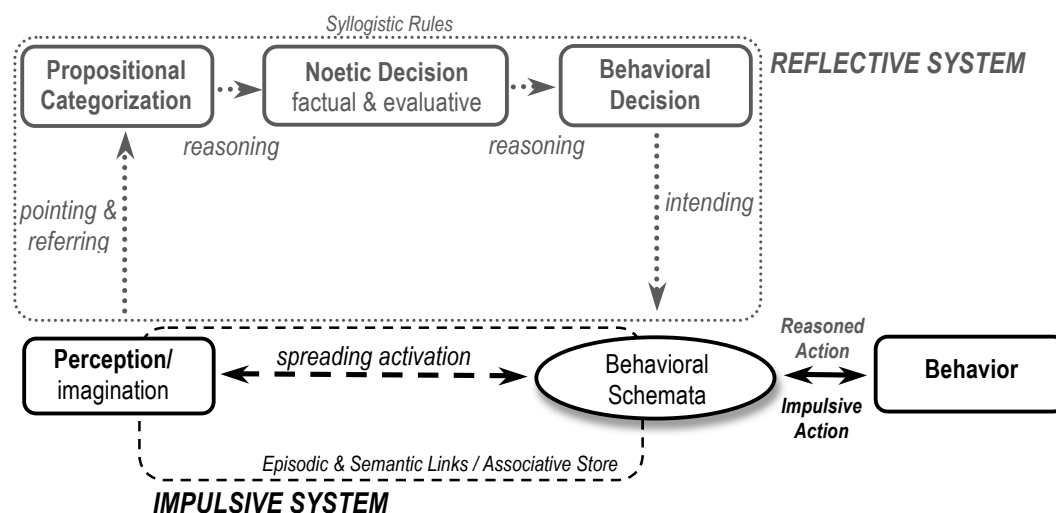 Syllogistic Rules
REFLECTIVE SYSTEM
Propositional
Categorization
Noetic Decision
factual & evaluative
Behavioral
Decision
reasoning
reasoning
pointing &
referring
intending
Perception/
imagination
spreading activation
Behavioral
Schemata
Reasoned
Action
Impulsive
Action
Behavior
Episodic & Semantic Links / Associative Store
IMPULSIVE SYSTEM